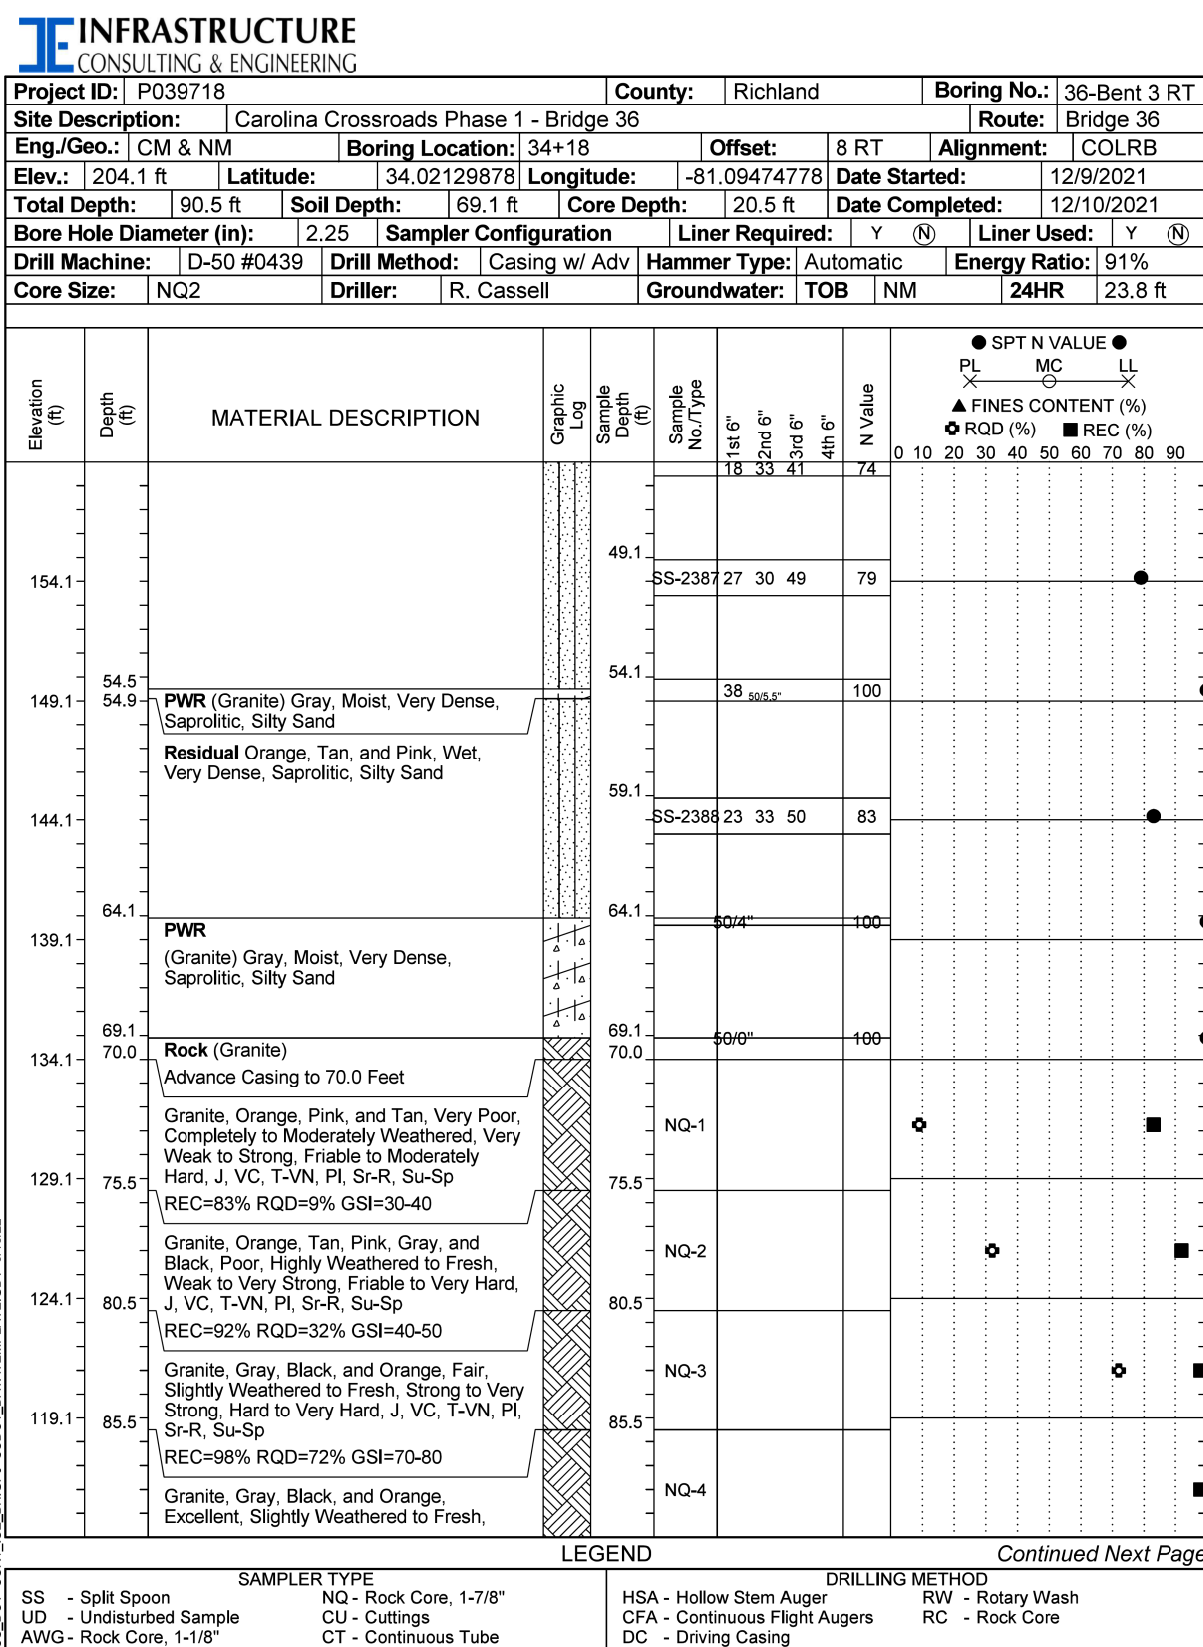 INFRASTRUCTURE
CONSULTING & ENGINEERING
Project ID: P039718 County: Richland Boring No.: 36-Bent 3 RT
Site Description: Carolina Crossroads Phase 1 - Bridge 36 Route: Bridge 36
Eng./Geo.: CM & NM Boring Location: 34+18 Offset: 8 RT Alignment: COLRB
Elev.: 204.1 ft Latitude: 34.02129878 Longitude: -81.09474778 Date Started: 12/9/2021
Total Depth: 90.5 ft Soil Depth: 69.1 ft Core Depth: 20.5 ft Date Completed: 12/10/2021
Bore Hole Diameter (in): 2.25 Sampler Configuration Liner Required: Y N Liner Used: Y N
Drill Machine: D-50 #0439 Drill Method: Casing w/ Adv Hammer Type: Automatic Energy Ratio: 91%
Core Size: NQ2 Driller: R. Cassell Groundwater: TOB NM 24HR 23.8 ft
Elevation (ft)
Depth (ft)
MATERIAL DESCRIPTION
Graphic Log
Sample Depth (ft)
Sample No./Type
1st 6"
2nd 6"
3rd 6"
4th 6"
N Value
● SPT N VALUE ●
PL MC LL
▲ FINES CONTENT (%)
RQD (%) ■ REC (%)
0 10 20 30 40 50 60 70 80 90
18 33 41 74
49.1
154.1 SS-2387 27 30 49 79
54.5 54.1
38 50/5.5" 100
149.1 54.9 PWR (Granite) Gray, Moist, Very Dense,
Saprolitic, Silty Sand
Residual Orange, Tan, and Pink, Wet,
Very Dense, Saprolitic, Silty Sand
59.1
144.1 SS-2388 23 33 50 83
64.1 64.1
50/4" 100
PWR
139.1
(Granite) Gray, Moist, Very Dense,
Saprolitic, Silty Sand
69.1 69.1
50/0" 100
134.1 70.0 Rock (Granite) 70.0
Advance Casing to 70.0 Feet
Granite, Orange, Pink, and Tan, Very Poor,
Completely to Moderately Weathered, Very
Weak to Strong, Friable to Moderately
Hard, J, VC, T-VN, Pl, Sr-R, Su-Sp
NQ-1
129.1 75.5 75.5
REC=83% RQD=9% GSI=30-40
Granite, Orange, Tan, Pink, Gray, and
Black, Poor, Highly Weathered to Fresh,
Weak to Very Strong, Friable to Very Hard,
J, VC, T-VN, Pl, Sr-R, Su-Sp
NQ-2
124.1 80.5 80.5
REC=92% RQD=32% GSI=40-50
Granite, Gray, Black, and Orange, Fair,
Slightly Weathered to Fresh, Strong to Very
Strong, Hard to Very Hard, J, VC, T-VN, Pl,
Sr-R, Su-Sp
NQ-3
119.1 85.5 85.5
REC=98% RQD=72% GSI=70-80
Granite, Gray, Black, and Orange,
Excellent, Slightly Weathered to Fresh,
NQ-4
LEGEND Continued Next Page
SAMPLER TYPE DRILLING METHOD
SS - Split Spoon NQ - Rock Core, 1-7/8" HSA - Hollow Stem Auger RW - Rotary Wash
UD - Undisturbed Sample CU - Cuttings CFA - Continuous Flight Augers RC - Rock Core
AWG - Rock Core, 1-1/8" CT - Continuous Tube DC - Driving Casing